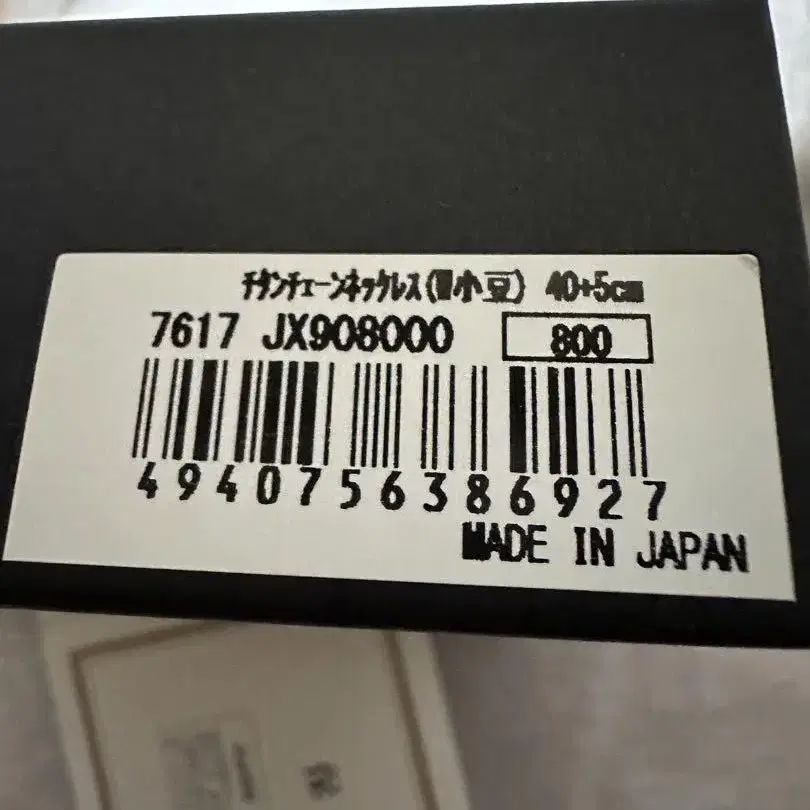 ﾁﾀﾝﾁｪｰﾝﾈｯｸﾚｽ(小豆) 40+5cm
7617 JX908000 800
4940756386927
MADE IN JAPAN